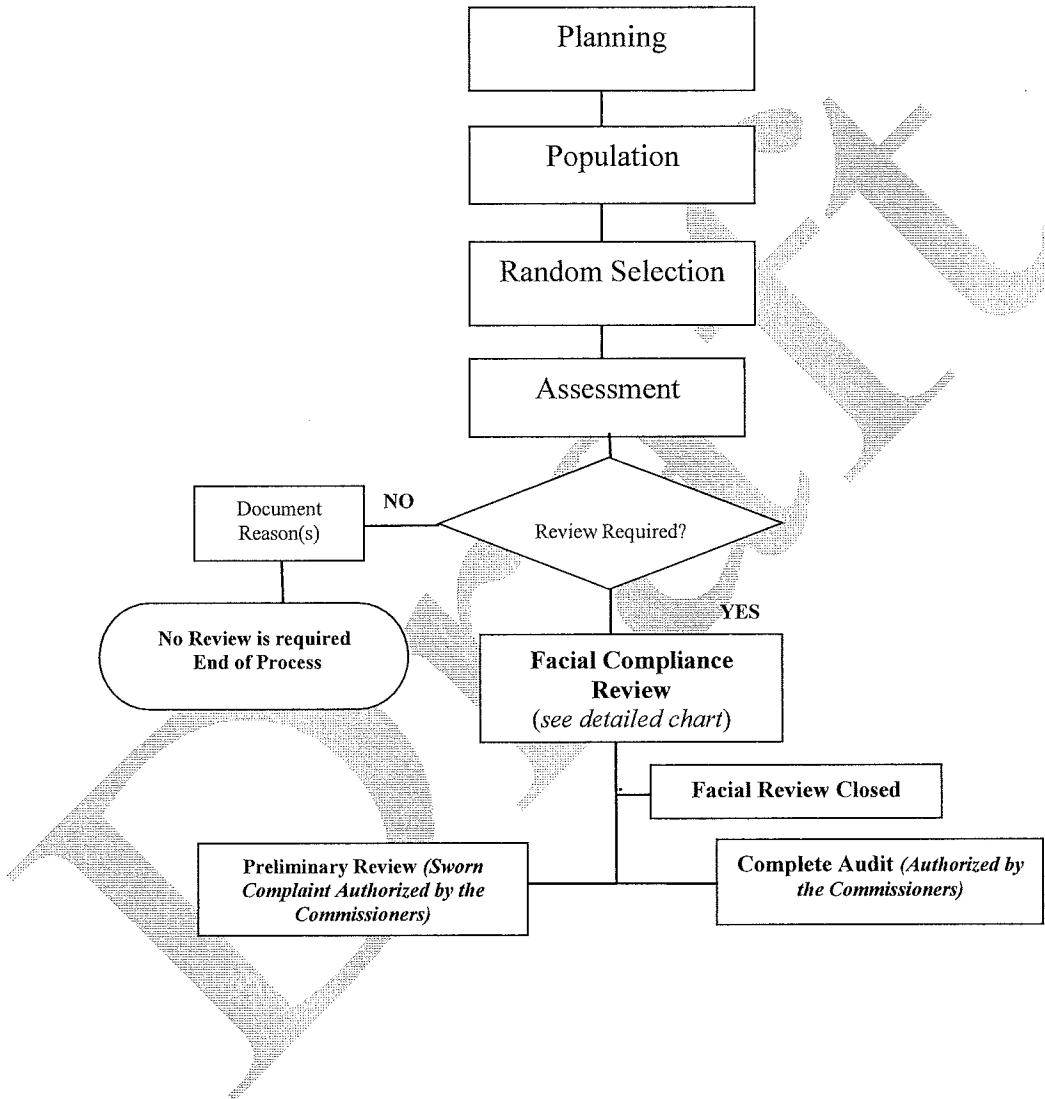 Planning
Population
Random Selection
Assessment
Review Required?
NO
Document
Reason(s)
No Review is required
End of Process
YES
Facial Compliance
Review
(see detailed chart)
Facial Review Closed
Preliminary Review (Sworn
Complaint Authorized by the
Commissioners)
Complete Audit (Authorized by
the Commissioners)
Draft